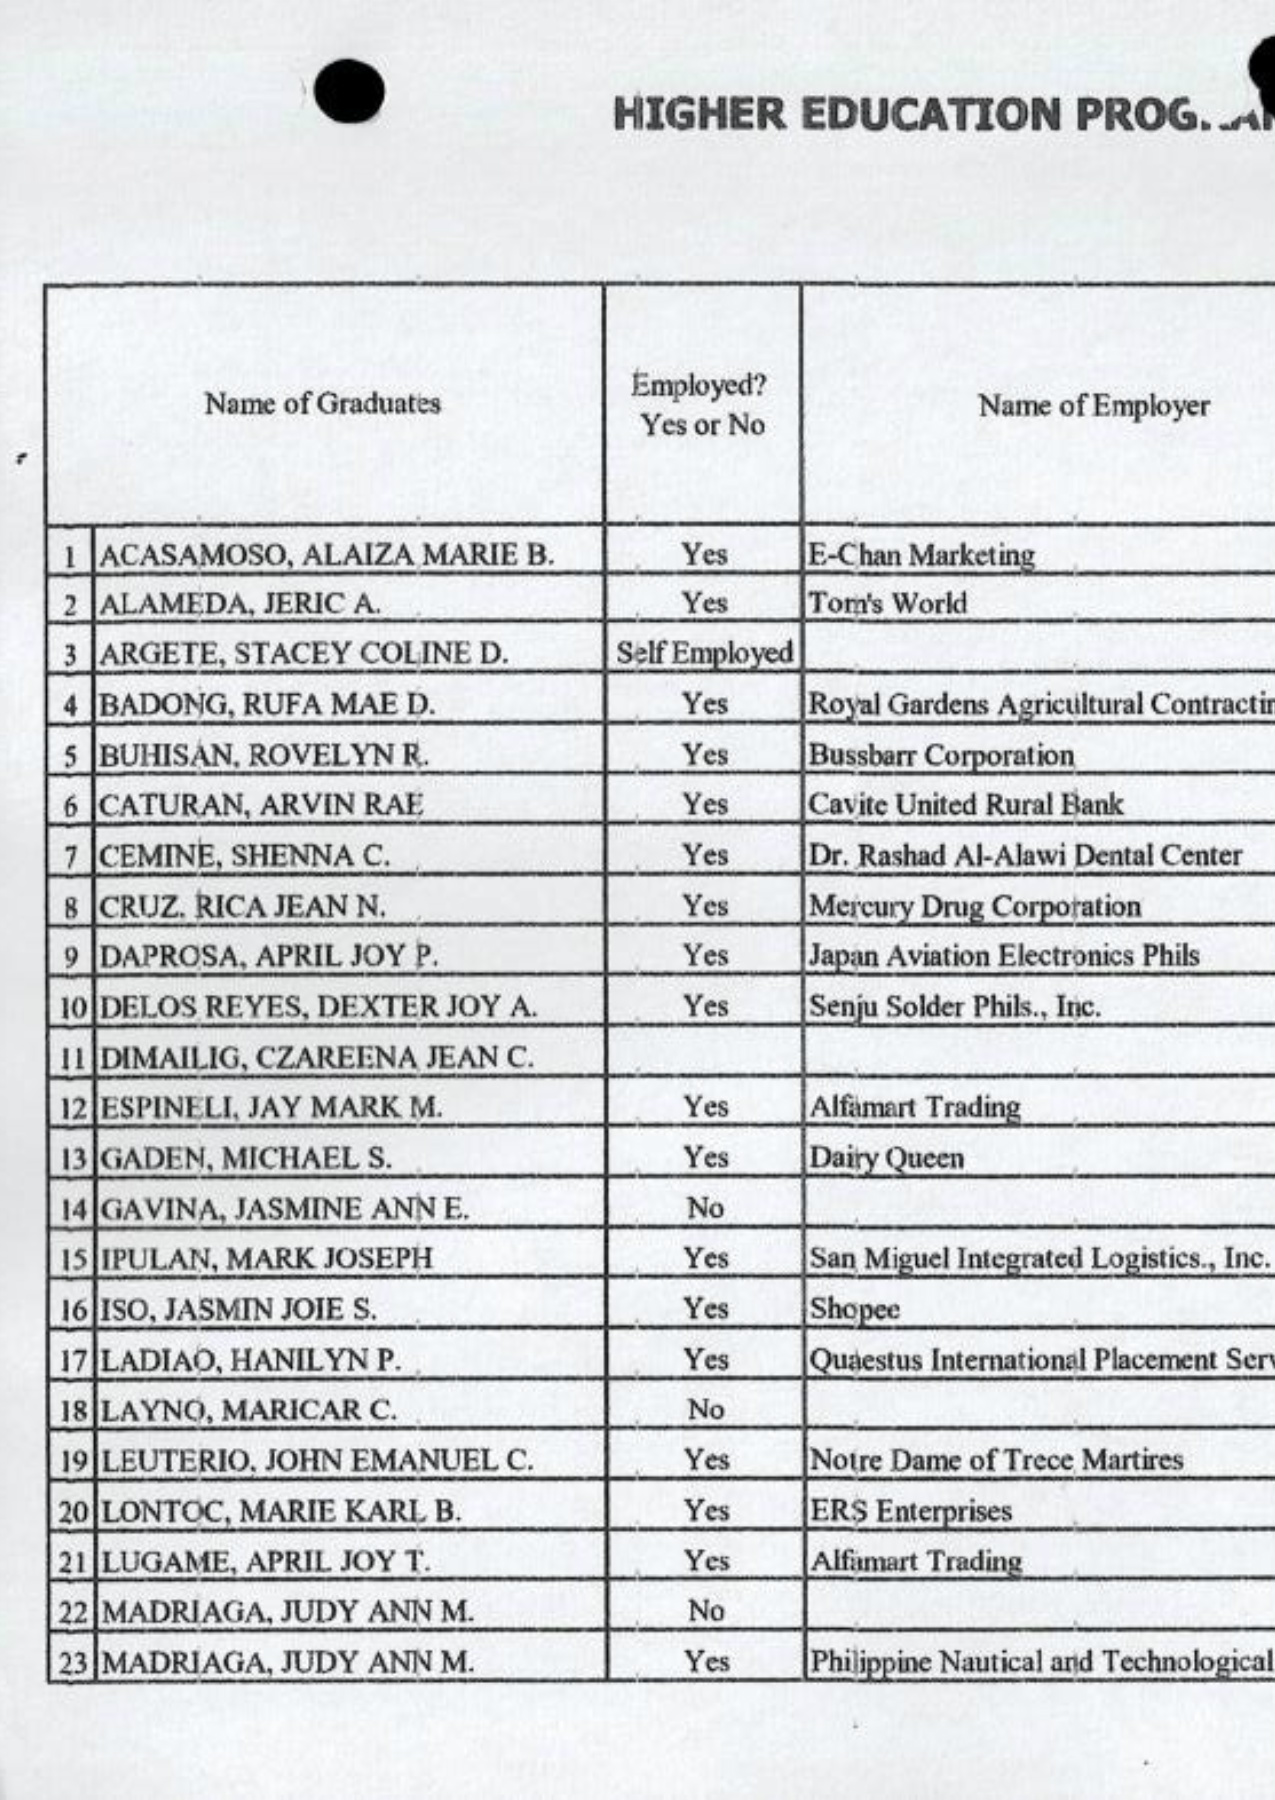 HIGHER EDUCATION
Name of Graduates
Employed?
Yes or No
Name of Employer
1 ACASAMOSO, ALAIZA MARIE B. Yes E-Chan Marketing
2 ALAMEDA, JERIC A. Yes Tom's World
3 ARGETE, STACEY COLINE D. Self Employed
4 BADONG, RUFA MAE D. Yes Royal Gardens Agricultural
5 BUHISAN, ROVELYN R. Yes Bussbarr Corporation
6 CATURAN, ARVIN RAE Yes Cavite United Rural Bank
7 CEMINE, SHENNA C. Yes Dr. Rashad Al-Alawi Dental Center
8 CRUZ, RICA JEAN N. Yes Mercury Drug Corporation
9 DAPROSA, APRIL JOY P. Yes Japan Aviation Electronics Phils
10 DELOS REYES, DEXTER JOY A. Yes Senju Solder Phils., Inc.
11 DIMAILIG, CZAREENA JEAN C.
12 ESPINELI, JAY MARK M. Yes Alfamart Trading
13 GADEN, MICHAEL S. Yes Dairy Queen
14 GAVINA, JASMINE ANN E. No
15 IPULAN, MARK JOSEPH Yes San Miguel Integrated Logistics., Inc.
16 ISO, JASMIN JOIE S. Yes Shopee
17 LADIAO, HANILYN P. Yes Quaestus International Placement
18 LAYNO, MARICAR C. No
19 LEUTERIO, JOHN EMANUEL C. Yes Notre Dame of Trece Martires
20 LONTOC, MARIE KARL B. Yes ERS Enterprises
21 LUGAME, APRIL JOY T. Yes Alfamart Trading
22 MADRIAGA, JUDY ANN M. No
23 MADRIAGA, JUDY ANN M. Yes Philippine Nautical and Technological